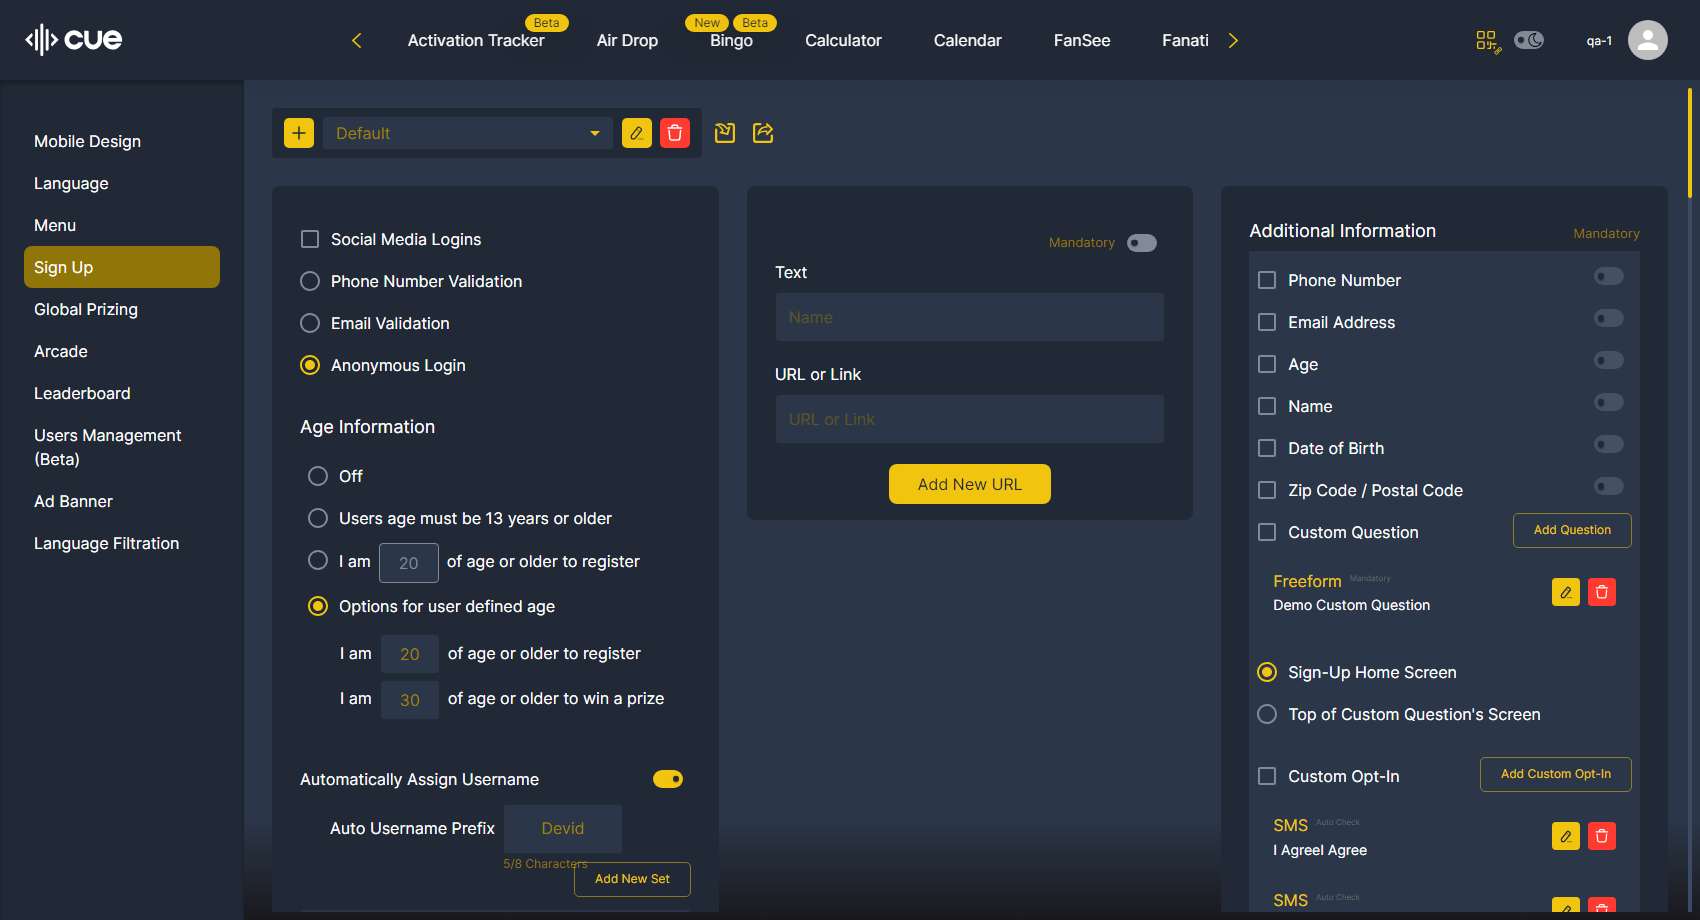 cue
Activation Tracker
Beta
Air Drop
New
Beta
Bingo
Calculator
Calendar
FanSee
Fanati
qa-1
Mobile Design
Language
Menu
Sign Up
Global Prizing
Arcade
Leaderboard
Users Management
(Beta)
Ad Banner
Language Filtration
Default
Social Media Logins
Phone Number Validation
Email Validation
Anonymous Login
Age Information
Off
Users age must be 13 years or older
I am 20 of age or older to register
Options for user defined age
I am 20 of age or older to register
I am 30 of age or older to win a prize
Automatically Assign Username
Auto Username Prefix Devid
5/8 Characters
Add New Set
Mandatory
Text
Name
URL or Link
URL or Link
Add New URL
Additional Information Mandatory
Phone Number
Email Address
Age
Name
Date of Birth
Zip Code / Postal Code
Custom Question Add Question
Freeform Mandatory
Demo Custom Question
Sign-Up Home Screen
Top of Custom Question's Screen
Custom Opt-In Add Custom Opt-In
SMS Auto Check
I AgreeI Agree
SMS Auto Check